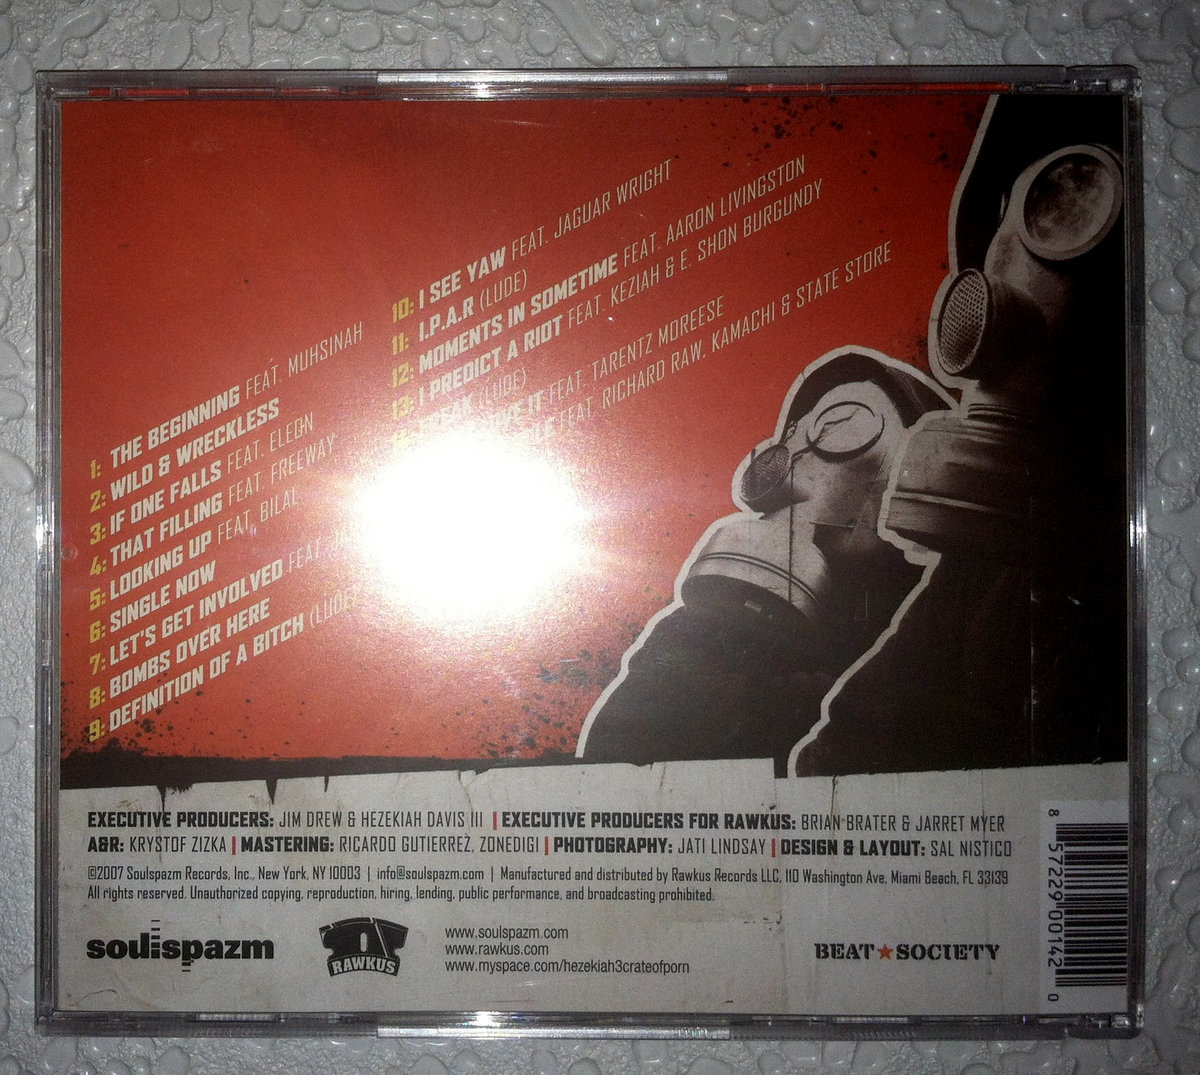 1: THE BEGINNING FEAT. MUHSINAH
2: WILD & WRECKLESS
3: IF ONE FALLS FEAT. ELEON
4: THAT FILLING FEAT. FREEWAY
5: LOOKING UP FEAT. BILAL
6: SINGLE NOW
7: LET'S GET INVOLVED FEAT.
8: BOMBS OVER HERE
9: DEFINITION OF A BITCH (LUDE)
10: I SEE YAW FEAT. JAGUAR WRIGHT
11: I.P.A.R (LUDE)
12: MOMENTS IN SOMETIME FEAT. AARON LIVINGSTON
13: I PREDICT A RIOT FEAT. KEZIAH & E. SHON BURGUNDY
(LUDE)
IT FEAT. TARENTZ MOREESE
FEAT. RICHARD RAW, KAMACHI & STATE STORE
EXECUTIVE PRODUCERS: JIM DREW & HEZEKIAH DAVIS III | EXECUTIVE PRODUCERS FOR RAWKUS: BRIAN BRATER & JARRET MYER
A&R: KRYSTOF ZIZKA | MASTERING: RICARDO GUTIERREZ, ZONEDIGI | PHOTOGRAPHY: JATI LINDSAY | DESIGN & LAYOUT: SAL NISTICO
©2007 Soulspazm Records, Inc., New York, NY 10003 | info@soulspazm.com | Manufactured and distributed by Rawkus Records LLC, 110 Washington Ave, Miami Beach, FL 33139
All rights reserved. Unauthorized copying, reproduction, hiring, lending, public performance, and broadcasting prohibited.
soulspazm
RAWKUS
www.soulspazm.com
www.rawkus.com
www.myspace.com/hezekiah3crateofporn
BEAT★SOCIETY
8 57229 00142 0